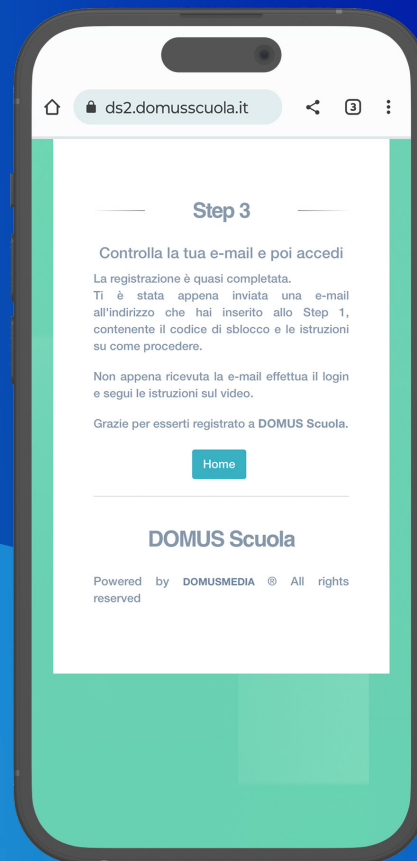 ds2.domusscuola.it
3
Step 3
Controlla la tua e-mail e poi accedi
La registrazione è quasi completata.
Ti è stata appena inviata una e-mail
all'indirizzo che hai inserito allo Step 1,
contenente il codice di sblocco e le istruzioni
su come procedere.
Non appena ricevuta la e-mail effettua il login
e segui le istruzioni sul video.
Grazie per esserti registrato a DOMUS Scuola.
Home
DOMUS Scuola
Powered by DOMUSMEDIA ® All rights
reserved